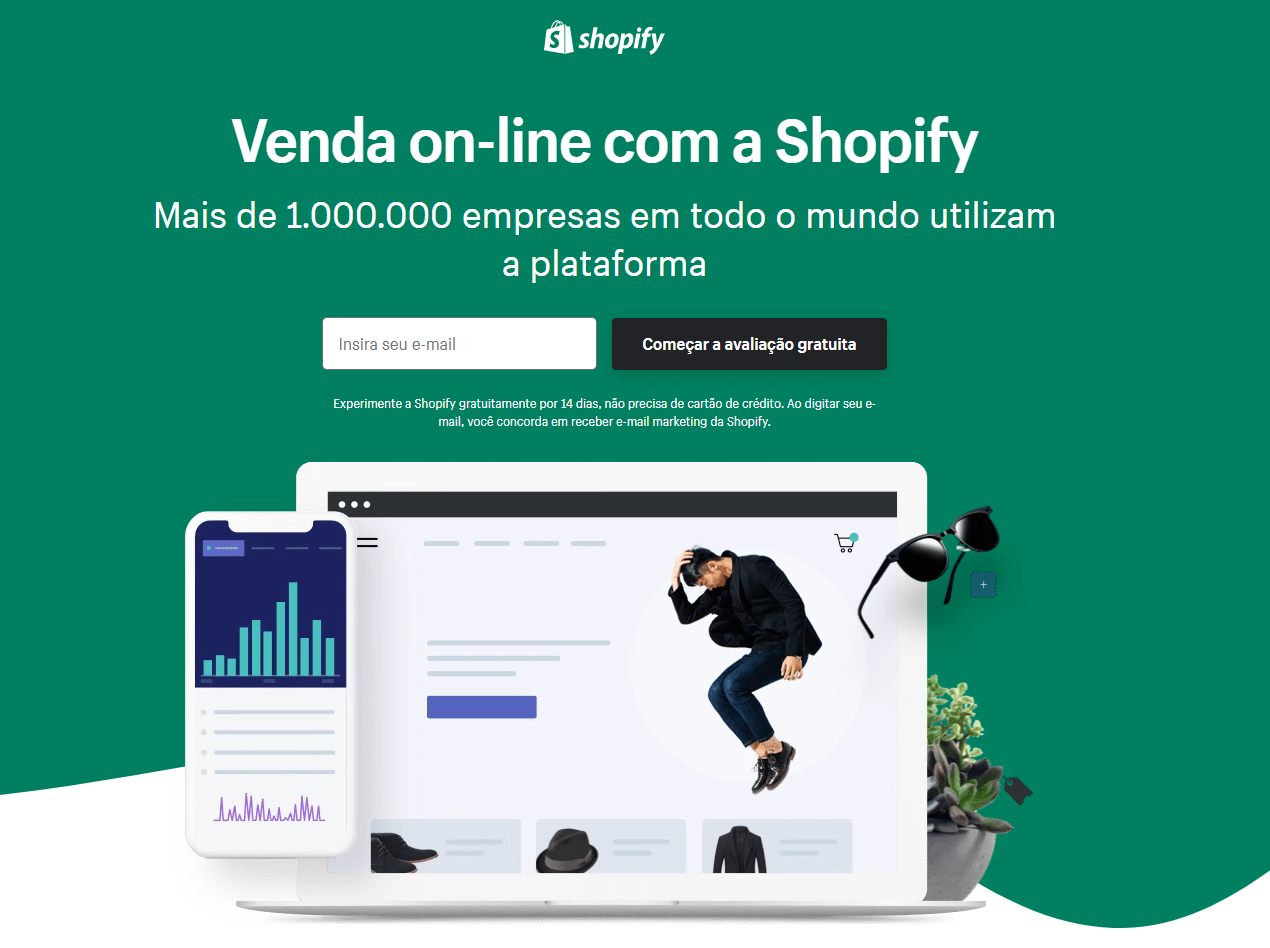 shopify
Venda on-line com a Shopify
Mais de 1.000.000 empresas em todo o mundo utilizam
a plataforma
Insira seu e-mail
Começar a avaliação gratuita
Experimente a Shopify gratuitamente por 14 dias, não precisa de cartão de crédito. Ao digitar seu e-
mail, você concorda em receber e-mail marketing da Shopify.